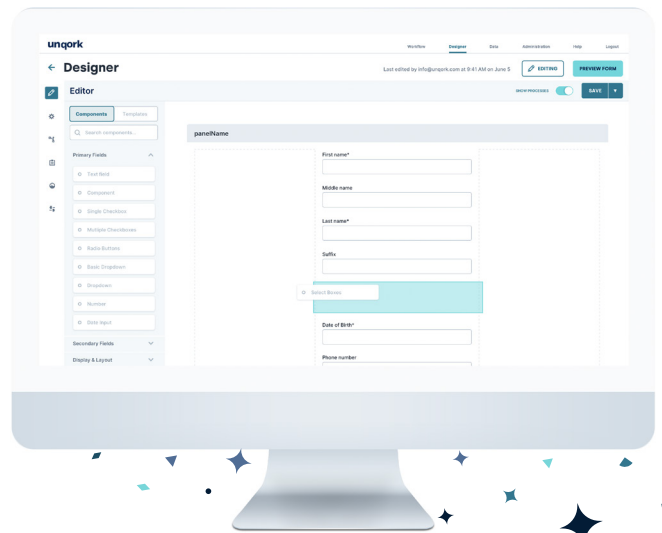 unqork
Workflow Designer Data Administration Help Logout
Designer
Last edited by info@unqork.com at 9:41 AM on June 5
EDITING
PREVIEW FORM
Editor
SHOW PROCESSES
SAVE
Components Templates
Search components...
Primary Fields
Text field
Component
Single Checkbox
Multiple Checkboxes
Radio Buttons
Basic Dropdown
Dropdown
Number
Date Input
Secondary Fields
Display & Layout
panelName
First name*
Middle name
Last name*
Suffix
Select Boxes
Date of Birth*
Phone number